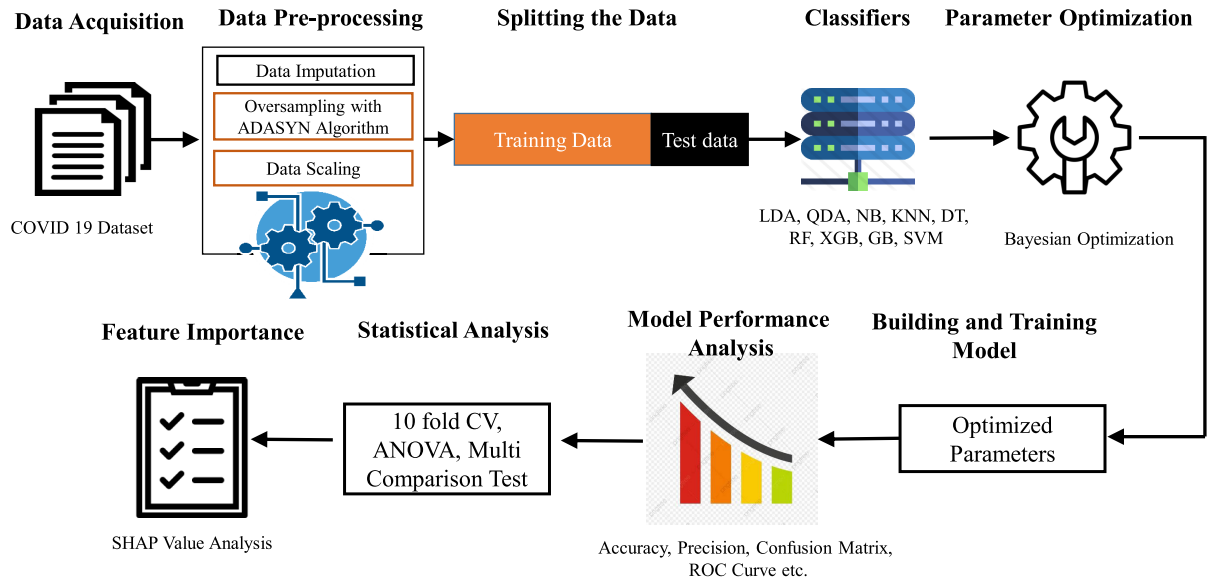 Data Acquisition
Data Pre-processing
Splitting the Data
Classifiers
Parameter Optimization
Data Imputation
Oversampling with
ADASYN Algorithm
Data Scaling
Training Data
Test data
COVID 19 Dataset
LDA, QDA, NB, KNN, DT,
RF, XGB, GB, SVM
Bayesian Optimization
Feature Importance
Statistical Analysis
Model Performance
Analysis
Building and Training
Model
10 fold CV,
ANOVA, Multi
Comparison Test
Optimized
Parameters
SHAP Value Analysis
Accuracy, Precision, Confusion Matrix,
ROC Curve etc.